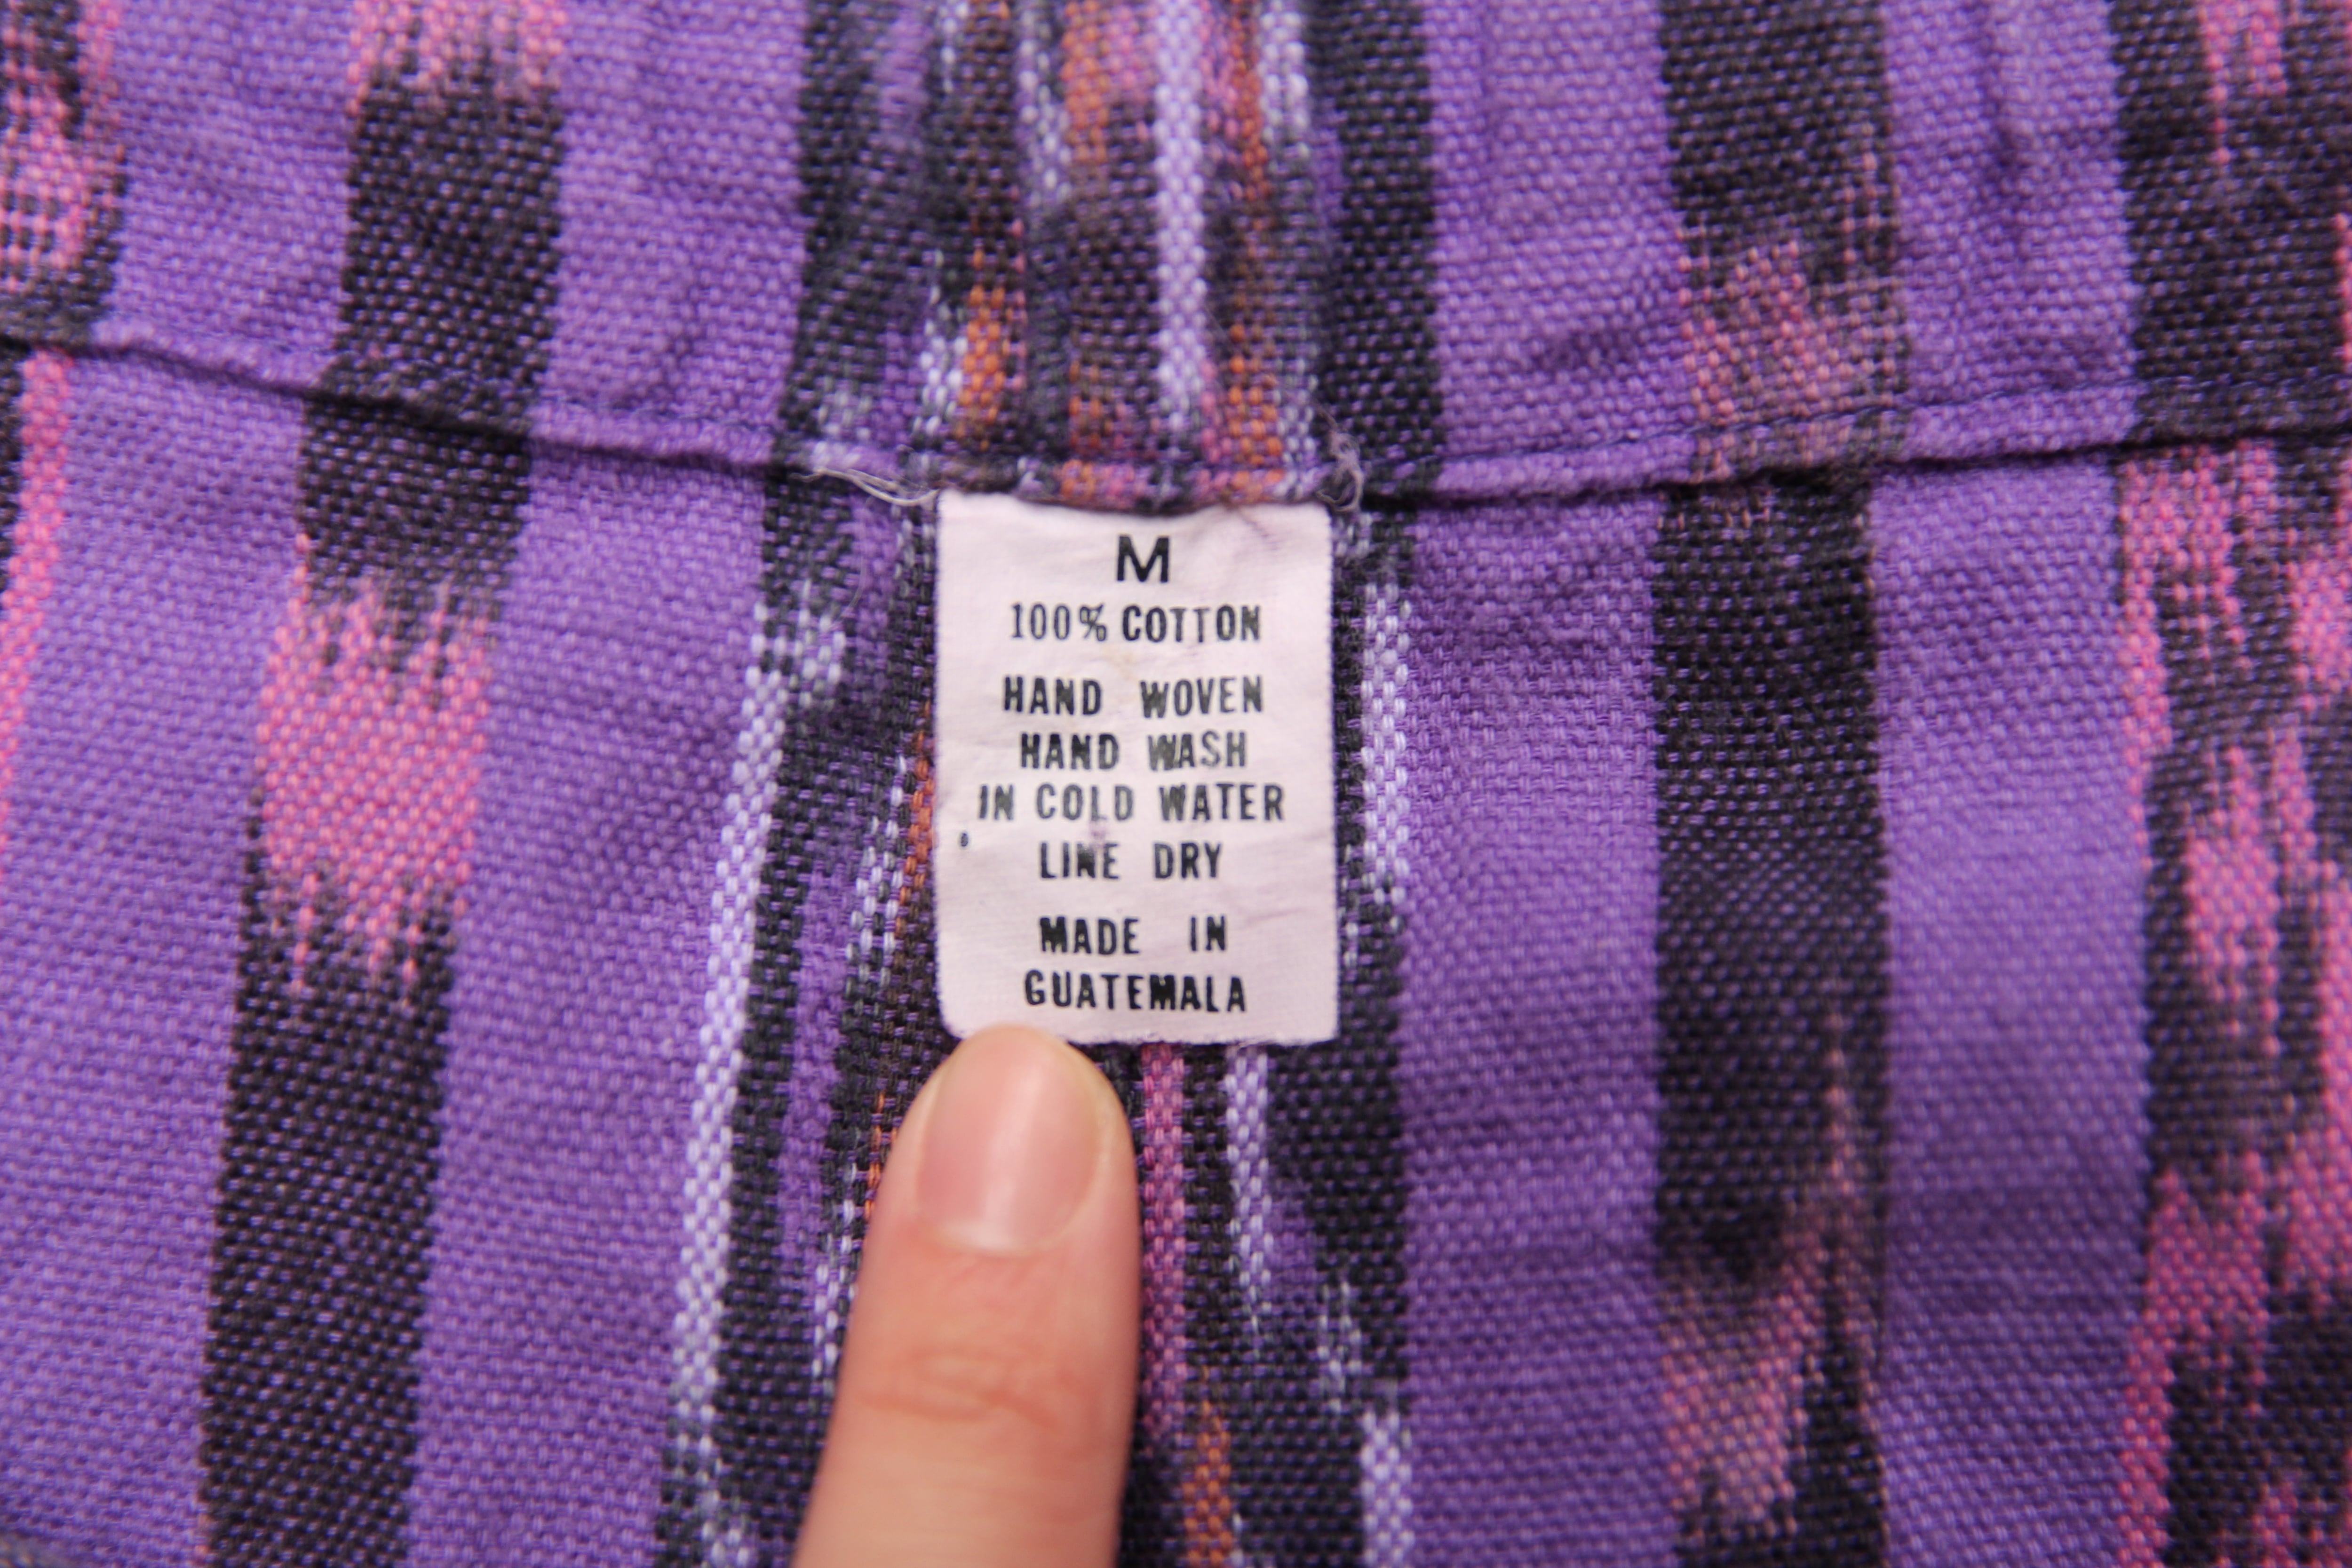 M
100% COTTON
HAND WOVEN
HAND WASH
IN COLD WATER
LINE DRY
MADE IN
GUATEMALA